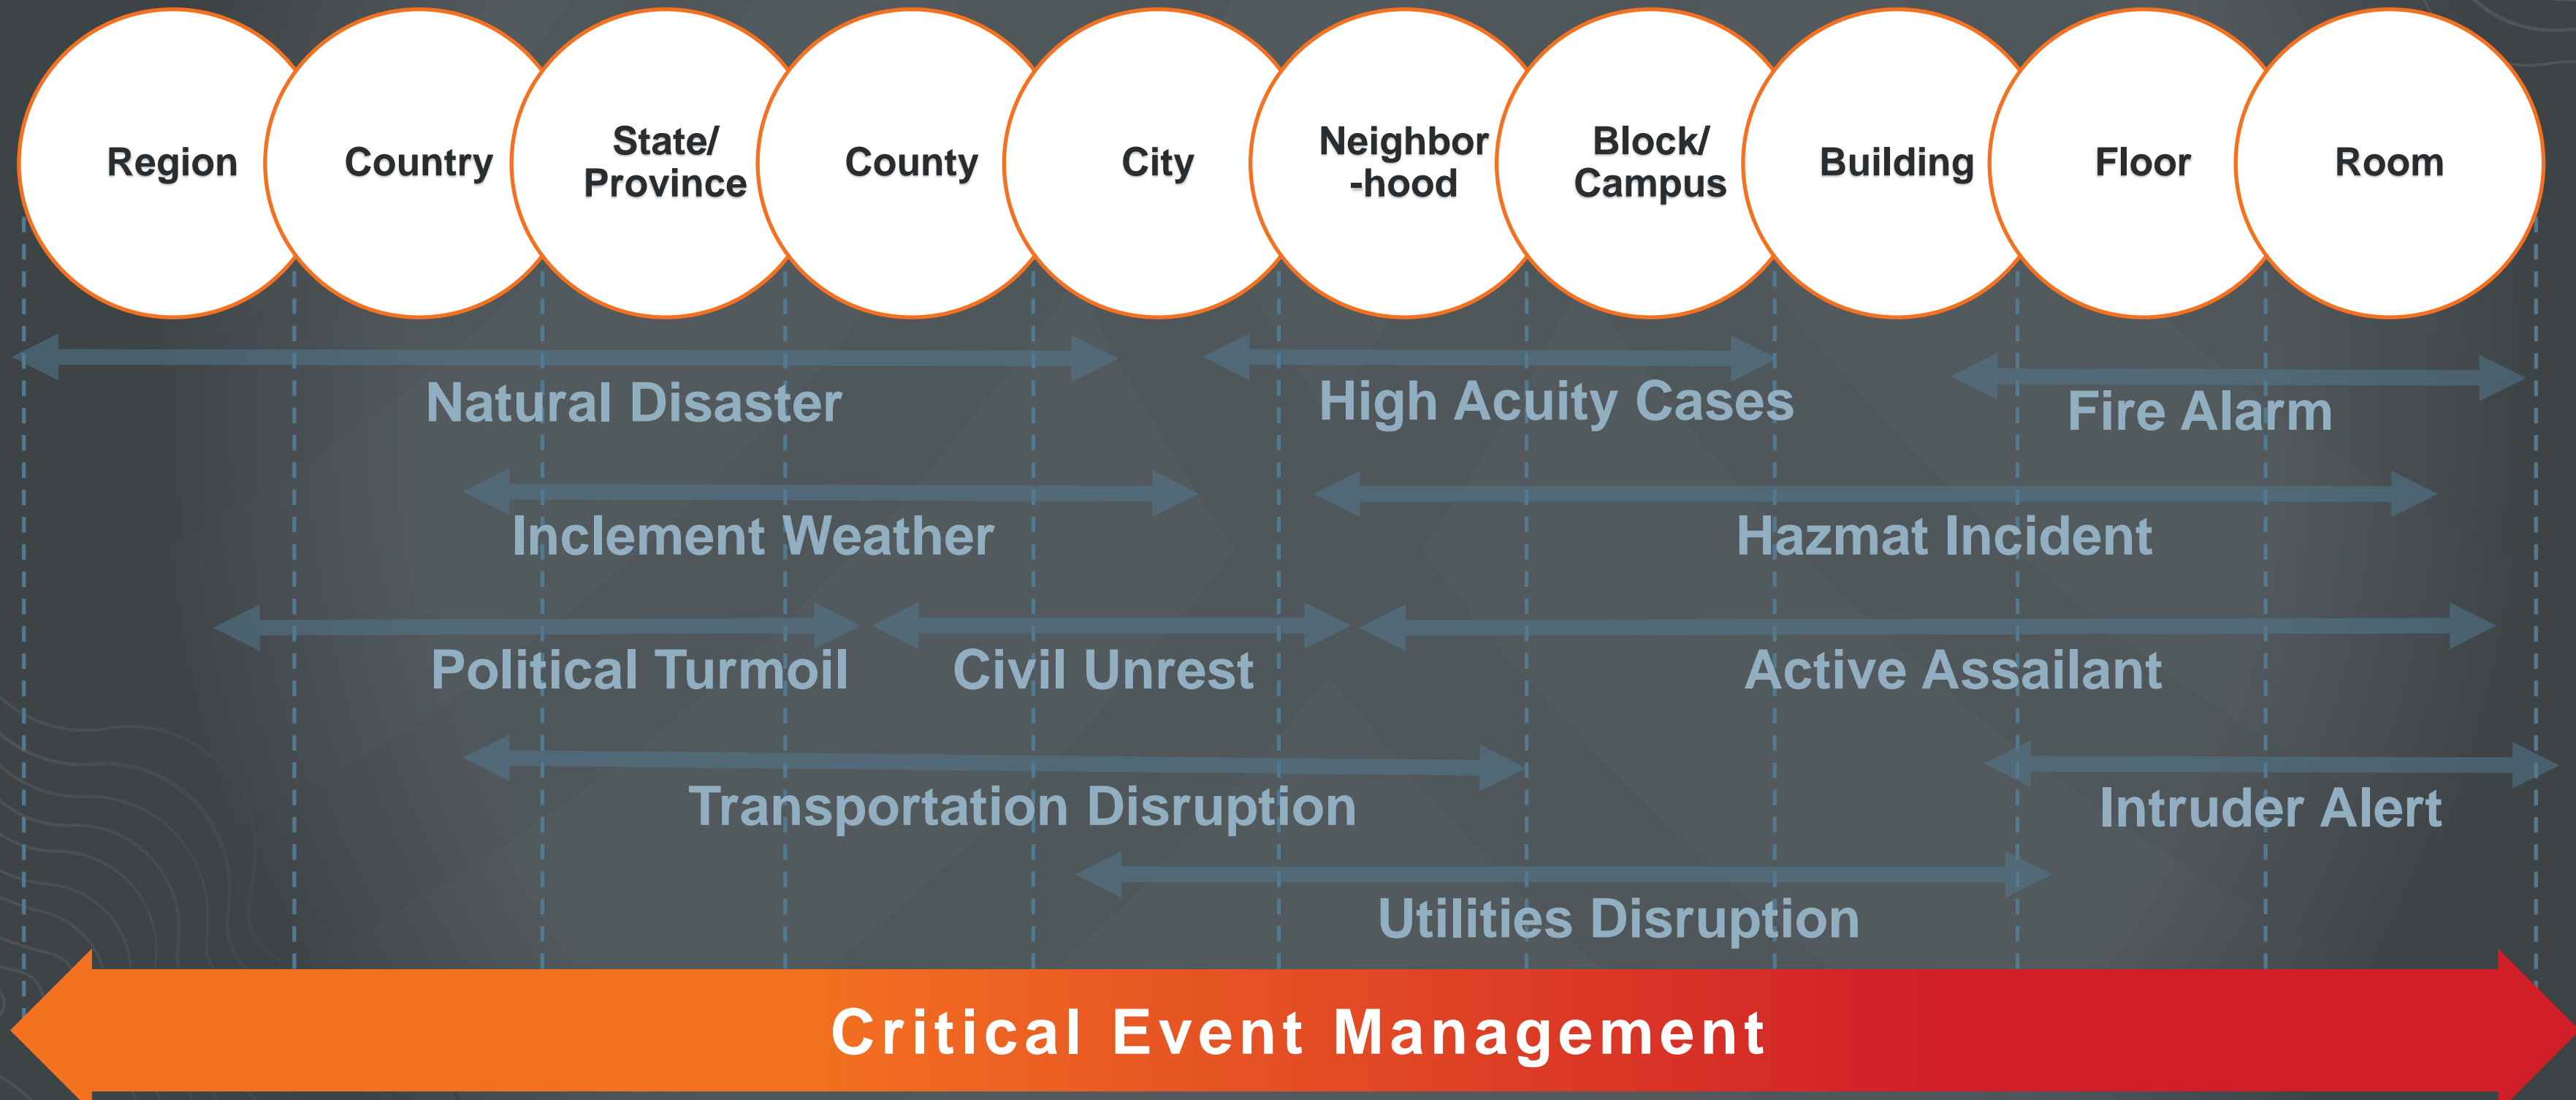 Region
Country
State/
Province
County
City
Neighbor
-hood
Block/
Campus
Building
Floor
Room
Natural Disaster
High Acuity Cases
Fire Alarm
Inclement Weather
Hazmat Incident
Political Turmoil
Civil Unrest
Active Assailant
Transportation Disruption
Intruder Alert
Utilities Disruption
Critical Event Management